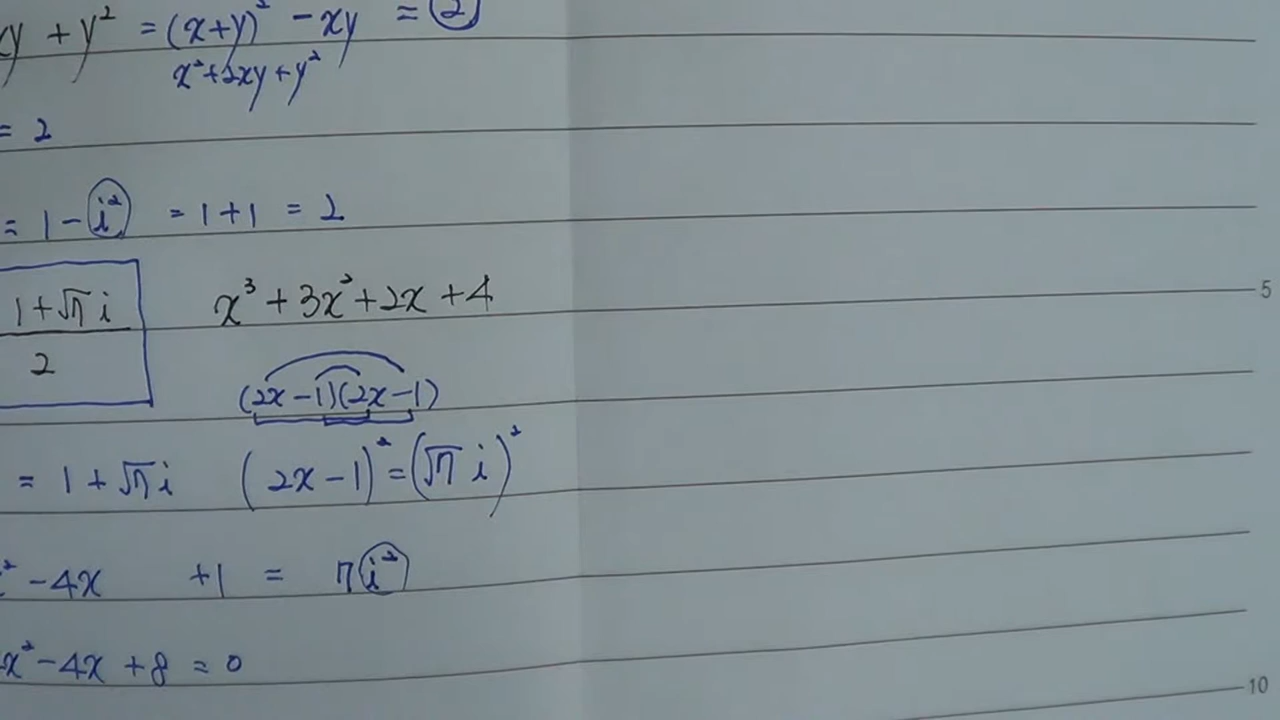 xy + y² = (x+y)² - xy = 2
x²+2xy+y²
= 2
= 1 - i² = 1 + 1 = 2
1+√7 i
2
x³ + 3x² + 2x + 4
5
(2x-1)(2x-1)
= 1 + √7 i (2x-1)² = (√7 i)²
² - 4x + 1 = 7i²
x² - 4x + 8 = 0
10